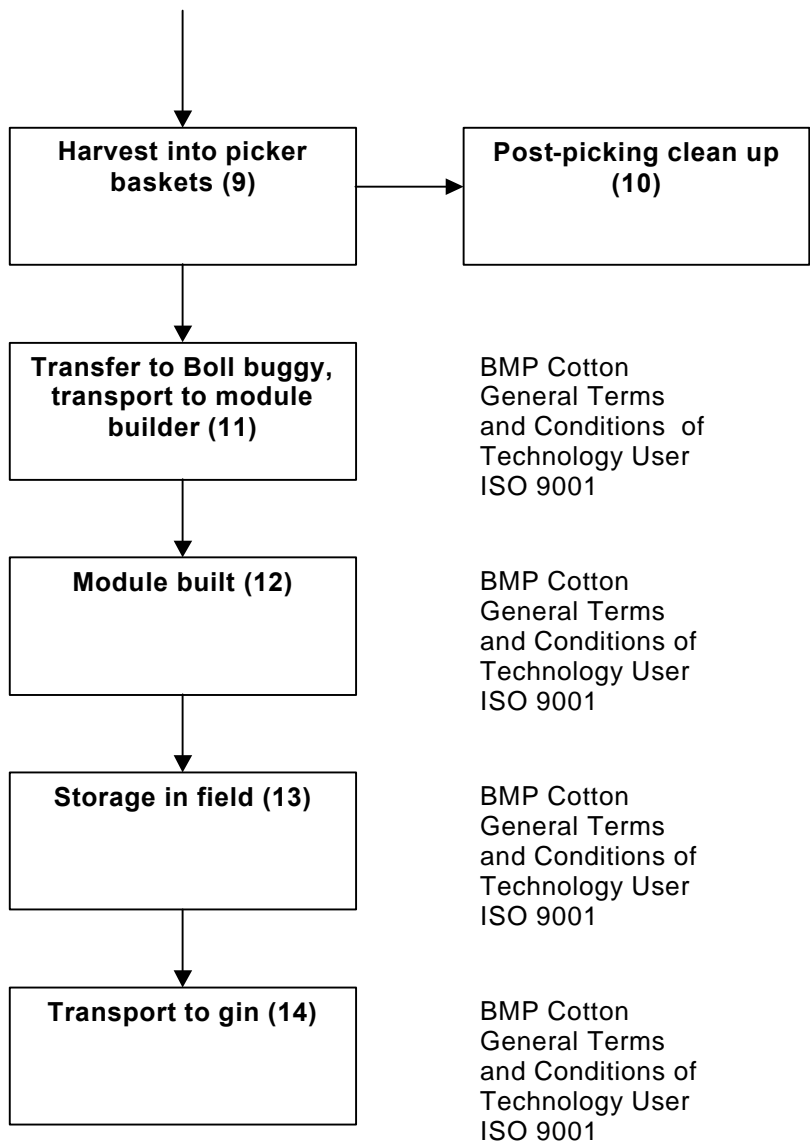 Harvest into picker
baskets (9)
Post-picking clean up
(10)
Transfer to Boll buggy,
transport to module
builder (11)
BMP Cotton
General Terms
and Conditions of
Technology User
ISO 9001
Module built (12)
BMP Cotton
General Terms
and Conditions of
Technology User
ISO 9001
Storage in field (13)
BMP Cotton
General Terms
and Conditions of
Technology User
ISO 9001
Transport to gin (14)
BMP Cotton
General Terms
and Conditions of
Technology User
ISO 9001